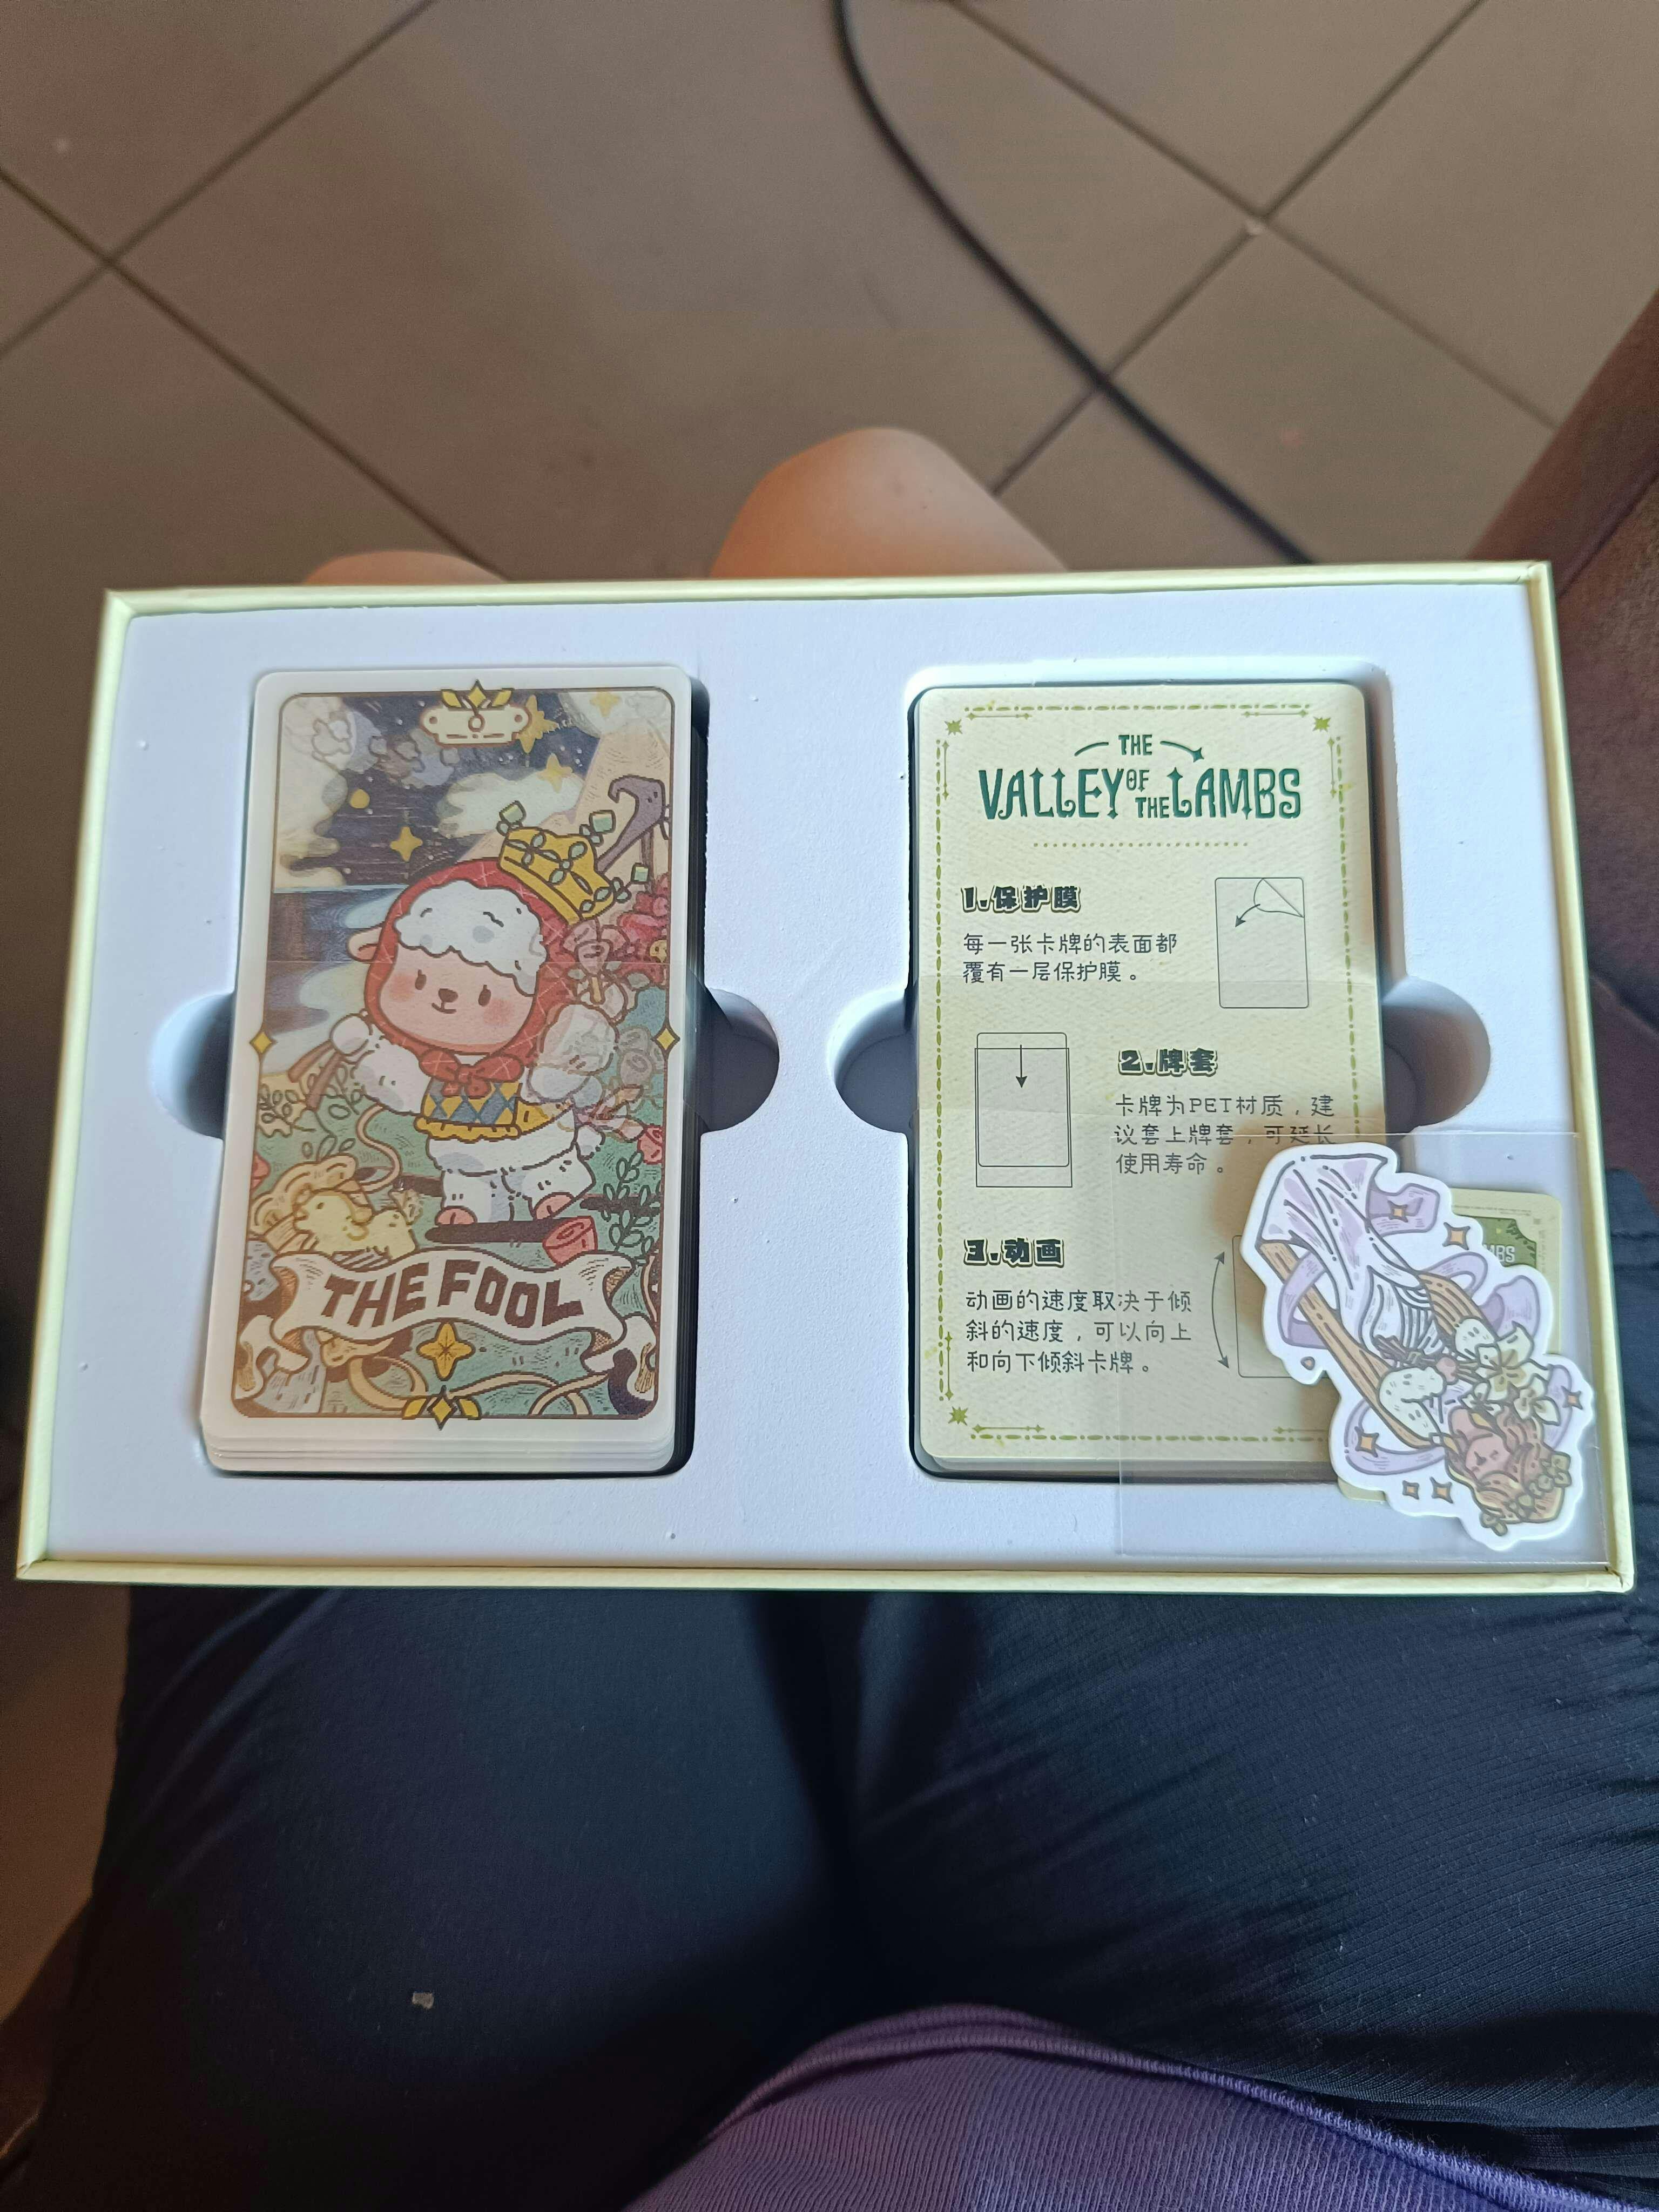 0
THE FOOL
THE
VALLEY OF THE LAMBS
1.保护膜
每一张卡牌的表面都
覆有一层保护膜。
2.牌套
卡牌为PET材质，建
议套上牌套，可延长
使用寿命。
3.动画
动画的速度取决于倾
斜的速度，可以向上
和向下倾斜卡牌。
MBS